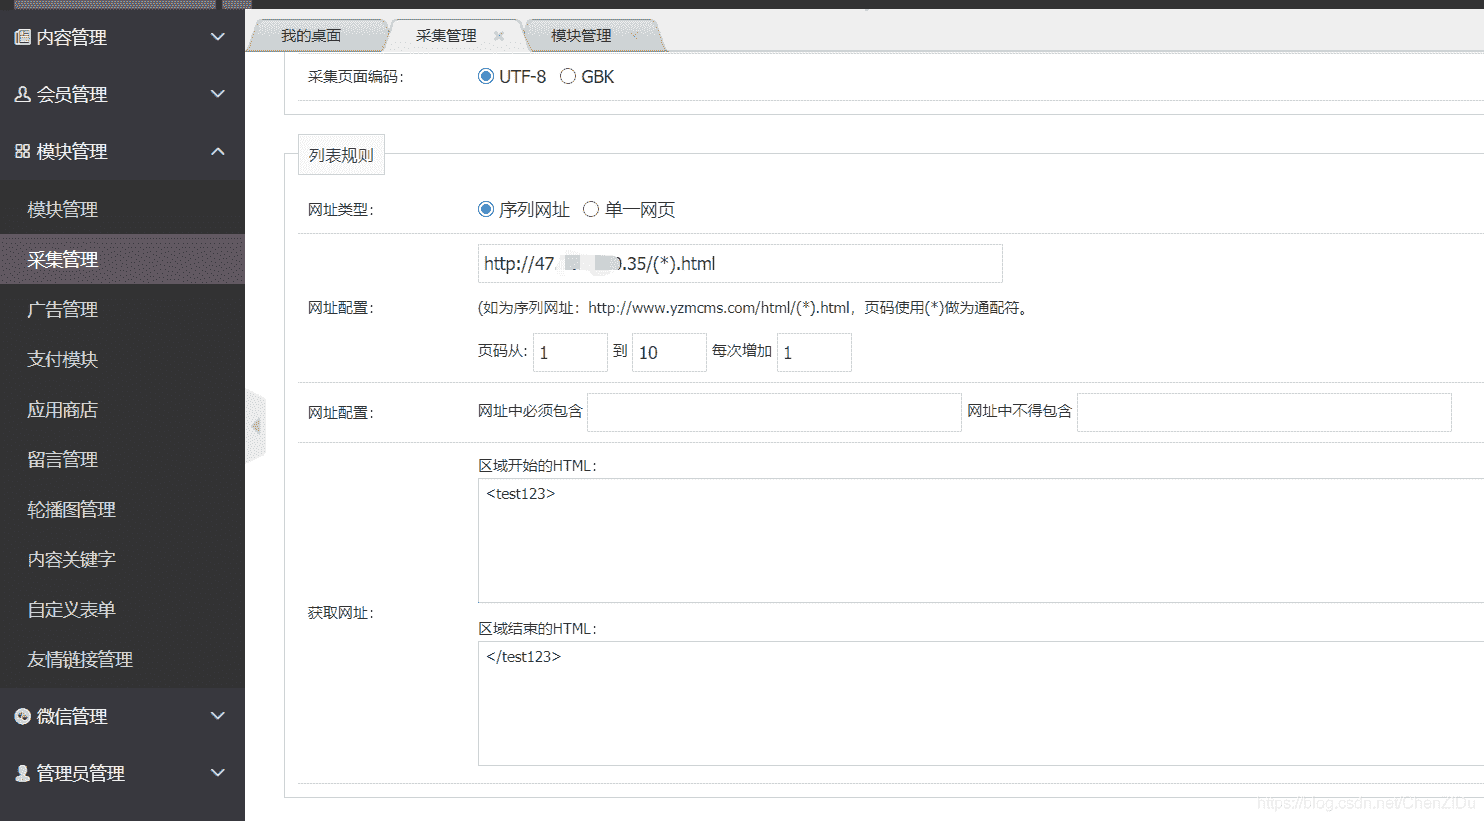 内容管理
会员管理
模块管理
模块管理
采集管理
广告管理
支付模块
应用商店
留言管理
轮播图管理
内容关键字
自定义表单
友情链接管理
微信管理
管理员管理
我的桌面 采集管理 模块管理
采集页面编码： UTF-8 GBK
列表规则
网址类型： 序列网址 单一网页
http://47. 0.35/(*).html
网址配置： (如为序列网址：http://www.yzmcms.com/html/(*).html，页码使用(*)做为通配符。
页码从: 1 到 10 每次增加 1
网址配置： 网址中必须包含 网址中不得包含
区域开始的HTML：
<test123>
获取网址：
区域结束的HTML：
</test123>
https://blog.csdn.net/ChenZIDu